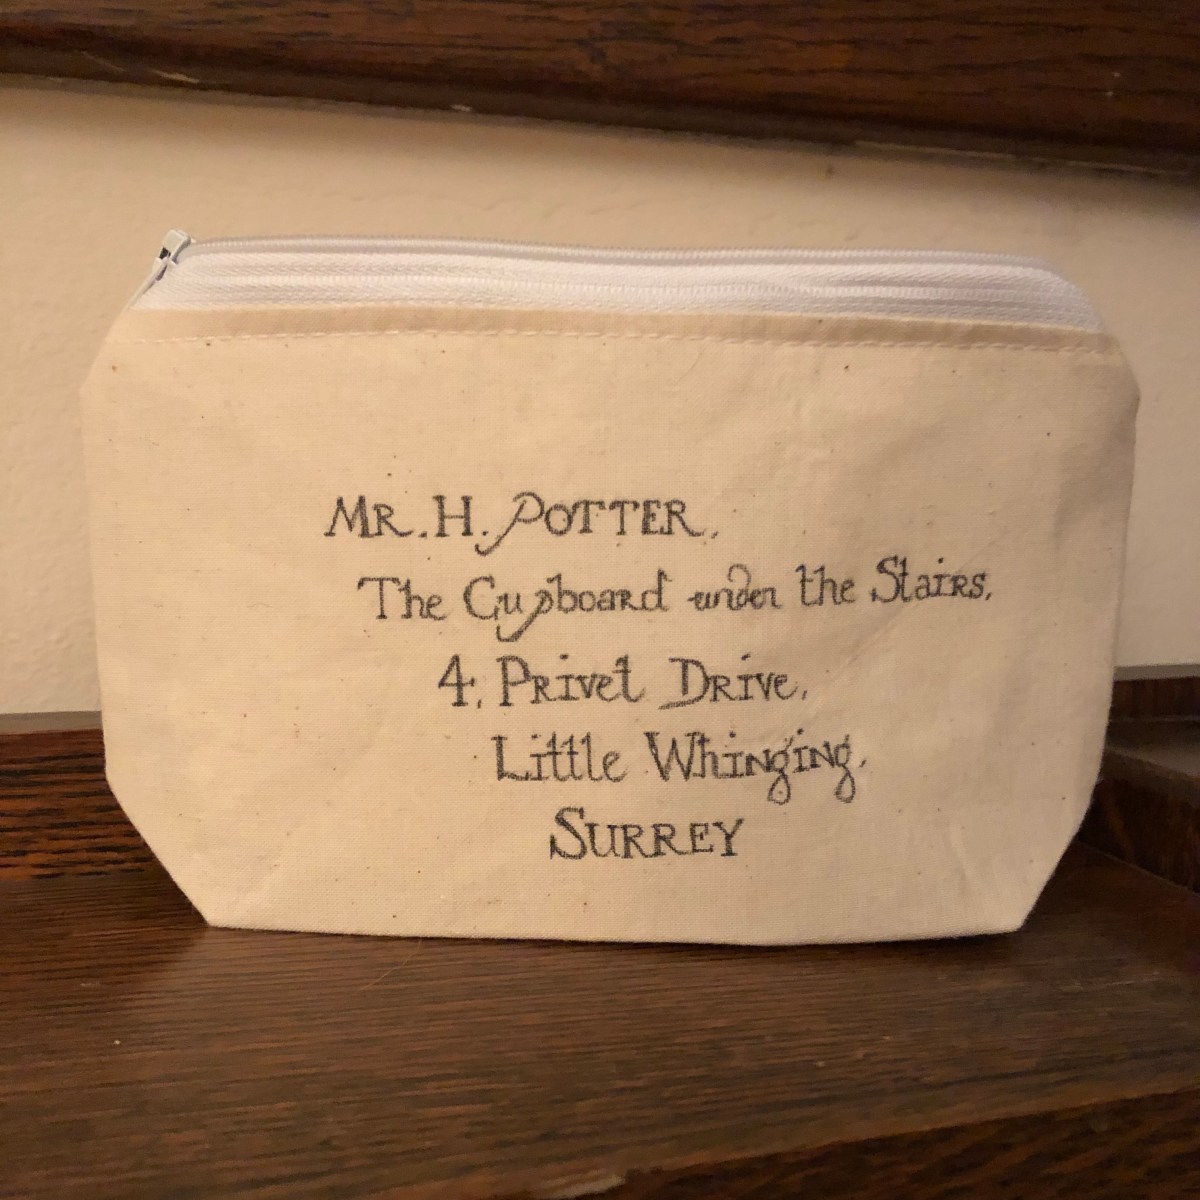 Mr. H. Potter,
The Cupboard under the Stairs,
4, Privet Drive,
Little Whinging,
Surrey